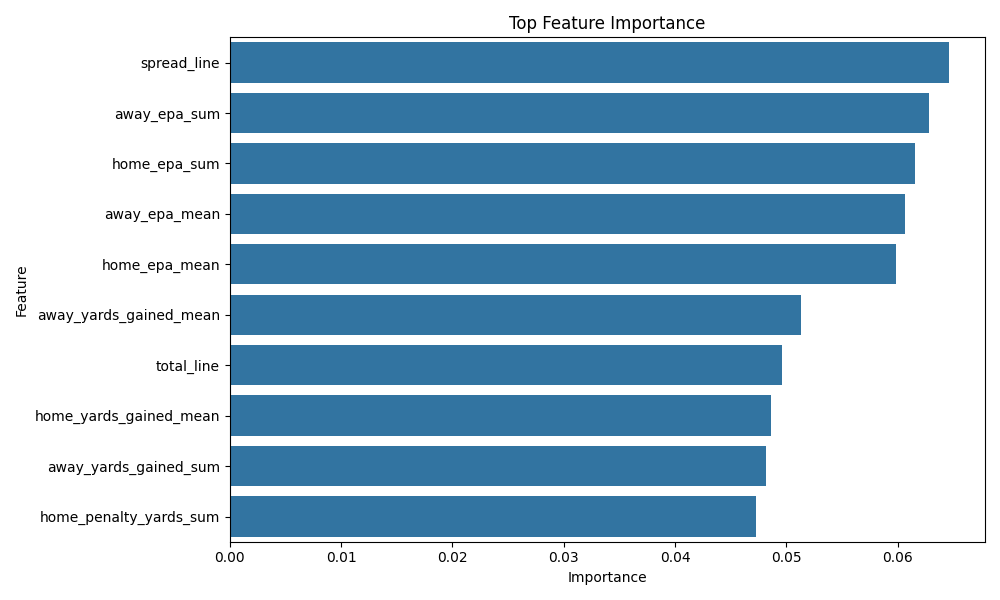 Top Feature Importance
Feature
spread_line
away_epa_sum
home_epa_sum
away_epa_mean
home_epa_mean
away_yards_gained_mean
total_line
home_yards_gained_mean
away_yards_gained_sum
home_penalty_yards_sum
0.00 0.01 0.02 0.03 0.04 0.05 0.06
Importance